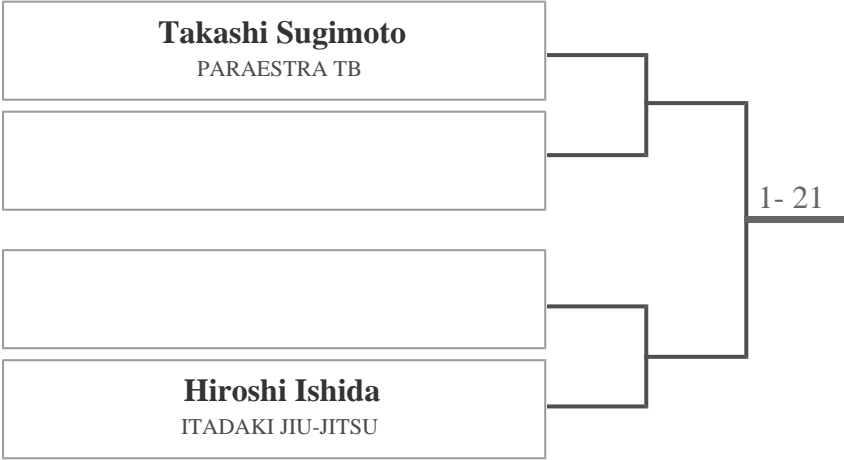 Takashi Sugimoto
PARAESTRA TB
1- 21
Hiroshi Ishida
ITADAKI JIU-JITSU